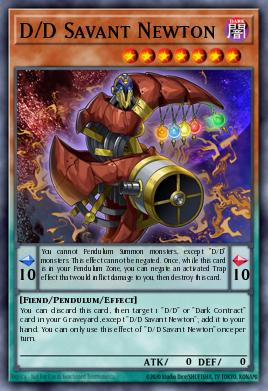 D/D Savant Newton
DARK
闇
You cannot Pendulum Summon monsters, except "D/D"
monsters. This effect cannot be negated. Once, while this card
is in your Pendulum Zone, you can negate an activated Trap
effect that would inflict damage to you, then destroy this card.
10
10
[FIEND/PENDULUM/EFFECT]
You can discard this card, then target 1 "D/D" or "Dark Contract"
card in your Graveyard, except "D/D Savant Newton"; add it to
your hand. You can only use this effect of "D/D Savant Newton" once per
turn.
ATK/ 0 DEF/ 0